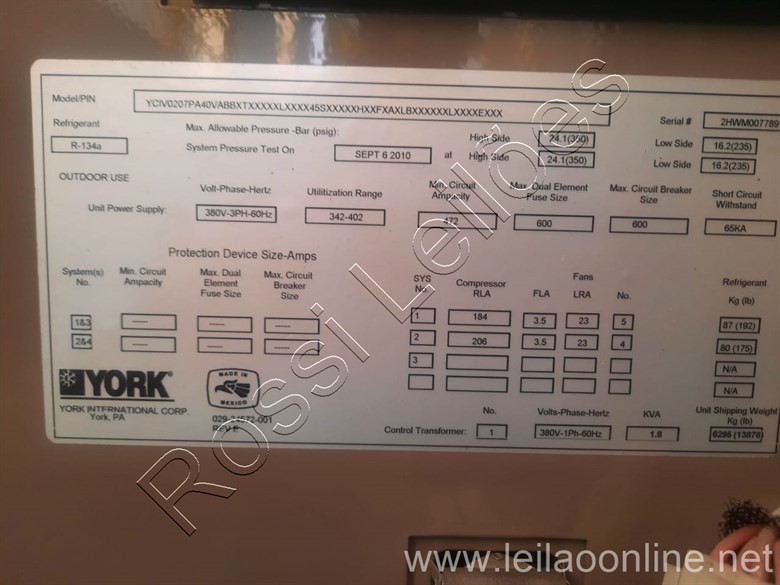 Model/PIN YCIV0207PA40VABBXTXXXXXLXXXX45SXXXXXHXXFXAXLBXXXXXXLXXXXEXXX Serial # 2HWM007789
Refrigerant Max. Allowable Pressure -Bar (psig): High Side 24.1(350) Low Side 16.2(235)
R-134a System Pressure Test On SEPT 6 2010 at High Side 24.1(350) Low Side 16.2(235)
OUTDOOR USE
Volt-Phase-Hertz Utilitization Range Min. Circuit Ampacity Max. Dual Element Fuse Size Max. Circuit Breaker Size Short Circuit Withstand
Unit Power Supply: 380V-3PH-60Hz 342-402 472 600 600 65KA
Protection Device Size-Amps
System(s) No. Min. Circuit Ampacity Max. Dual Element Fuse Size Max. Circuit Breaker Size
1&3 ----- ----- -----
2&4 ----- ----- -----
SYS No. Compressor RLA Fans FLA LRA No. Refrigerant Kg (lb)
1 184 3.5 23 5 87 (192)
2 206 3.5 23 4 80 (175)
3 N/A
N/A
YORK
YORK INTERNATIONAL CORP.
York, PA
MADE IN
MEXICO
REV F
No. Volts-Phase-Hertz KVA Unit Shipping Weight Kg (lb)
Control Transformer: 1 380V-1Ph-60Hz 1.8 6295 (13878)
Rossi Leilões
www.leilaoonline.net